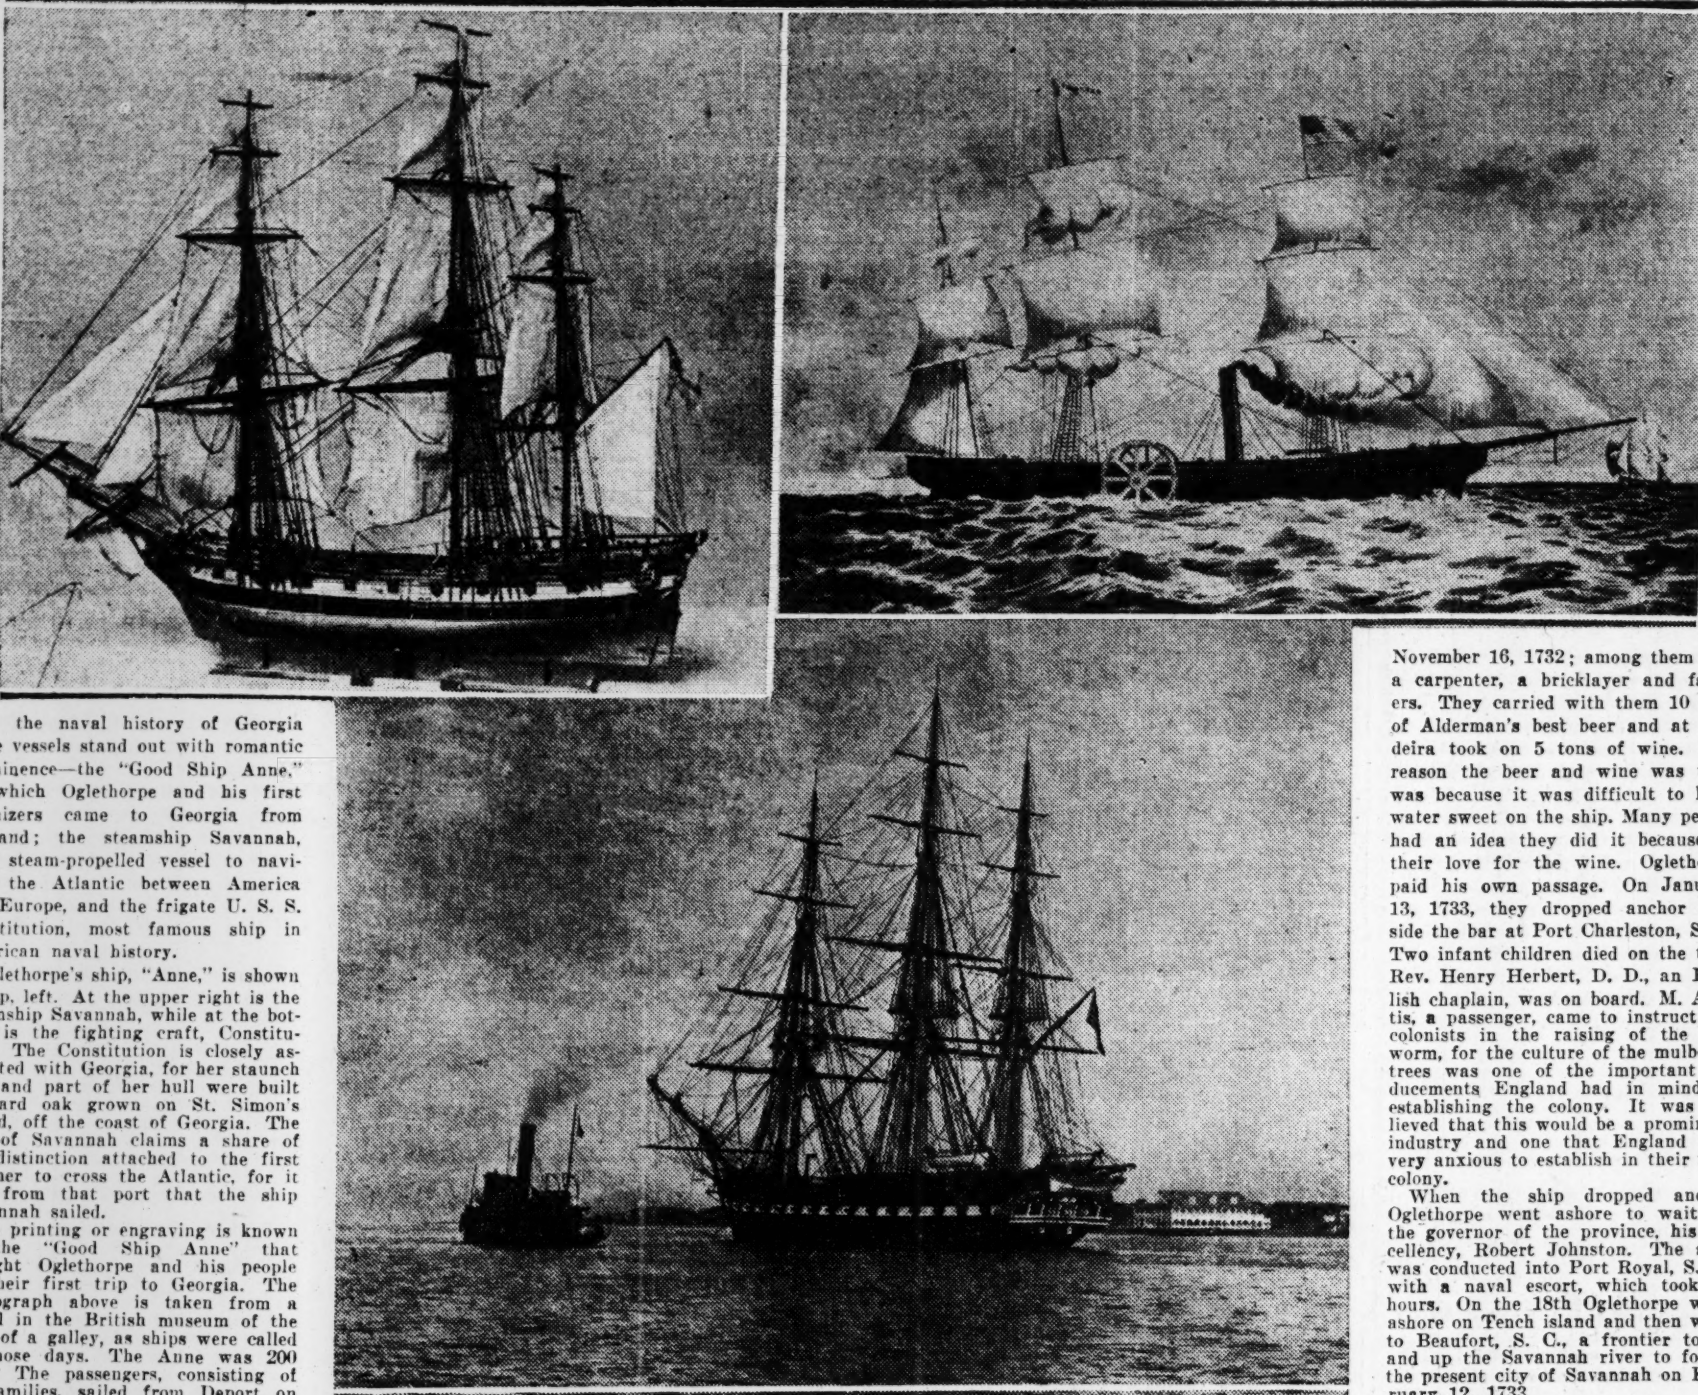 the naval history of Georgia
vessels stand out with romantic
inence—the "Good Ship Anne,"
which Oglethorpe and his first
izers came to Georgia from
and; the steamship Savannah,
steam-propelled vessel to navi-
the Atlantic between America
Europe, and the frigate U. S. S.
titution, most famous ship in
rican naval history.
lethorpe's ship, "Anne," is shown
p, left. At the upper right is the
nship Savannah, while at the bot-
is the fighting craft, Constitu-
The Constitution is closely as-
ted with Georgia, for her staunch
and part of her hull were built
ard oak grown on St. Simon's
d, off the coast of Georgia. The
of Savannah claims a share of
distinction attached to the first
er to cross the Atlantic, for it
from that port that the ship
nnah sailed.
printing or engraving is known
he "Good Ship Anne" that
ght Oglethorpe and his people
heir first trip to Georgia. The
ograph above is taken from a
l in the British museum of the
of a galley, as ships were called
hose days. The Anne was 200
The passengers, consisting of
amilies, sailed from Deport on
November 16, 1732; among them
a carpenter, a bricklayer and fa
ers. They carried with them 10
of Alderman's best beer and at
deira took on 5 tons of wine.
reason the beer and wine was
was because it was difficult to
water sweet on the ship. Many pe
had an idea they did it because
their love for the wine. Ogleth
paid his own passage. On Janu
13, 1733, they dropped anchor
side the bar at Port Charleston, S
Two infant children died on the
Rev. Henry Herbert, D. D., an
lish chaplain, was on board. M. A
tis, a passenger, came to instruct
colonists in the raising of the
worm, for the culture of the mulb
trees was one of the important
ducements England had in mind
establishing the colony. It was
lieved that this would be a promin
industry and one that England
very anxious to establish in their
colony.
When the ship dropped anc
Oglethorpe went ashore to wait
the governor of the province, his
cellency, Robert Johnston. The
was conducted into Port Royal, S.
with a naval escort, which took
hours. On the 18th Oglethorpe w
ashore on Tench island and then w
to Beaufort, S. C., a frontier to
and up the Savannah river to fo
the present city of Savannah on
ruary 12, 1733